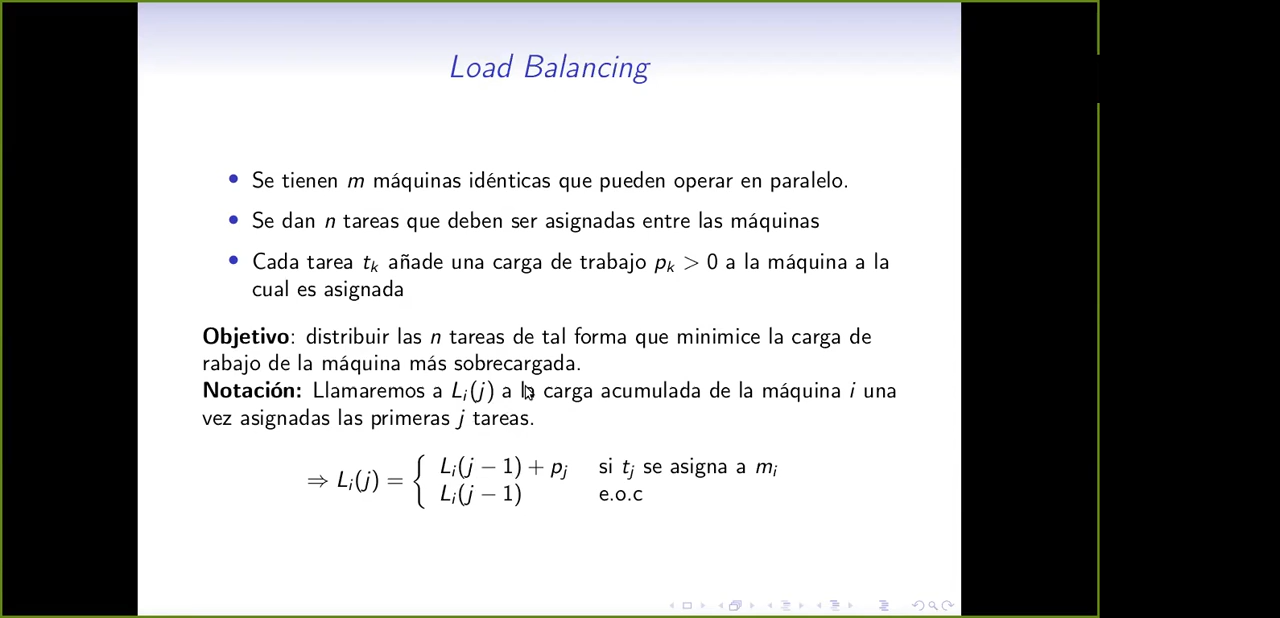 Load Balancing
• Se tienen m máquinas idénticas que pueden operar en paralelo.
• Se dan n tareas que deben ser asignadas entre las máquinas
• Cada tarea t_k añade una carga de trabajo p_k > 0 a la máquina a la
cual es asignada
Objetivo: distribuir las n tareas de tal forma que minimice la carga de
rabajo de la máquina más sobrecargada.
Notación: Llamaremos a L_i(j) a la carga acumulada de la máquina i una
vez asignadas las primeras j tareas.
⇒ L_i(j) = { L_i(j − 1) + p_j si t_j se asigna a m_i
L_i(j − 1) e.o.c